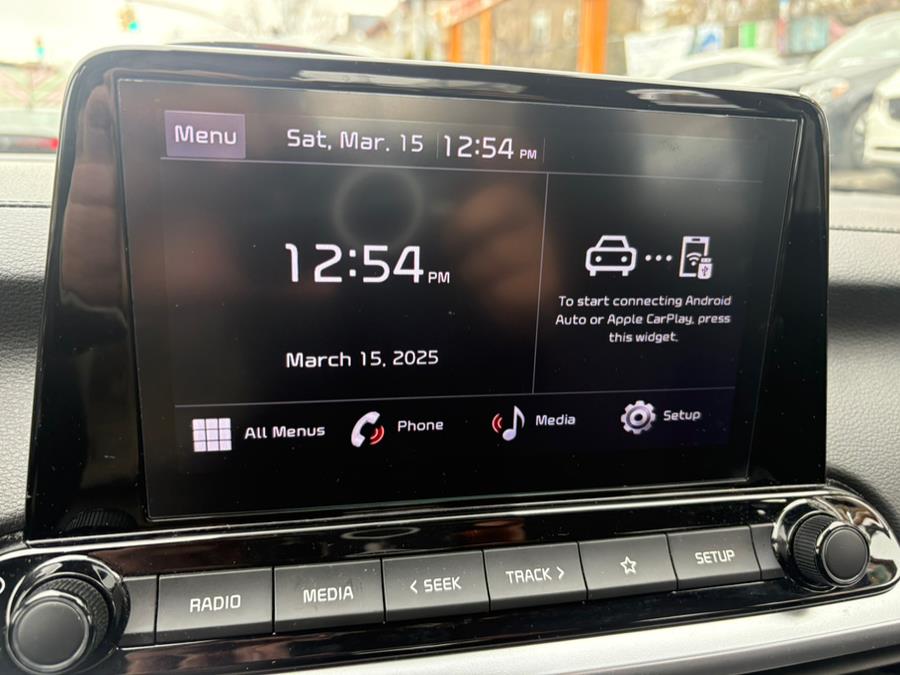 Menu Sat, Mar. 15 12:54 PM
12:54 PM
March 15, 2025
To start connecting Android
Auto or Apple CarPlay, press
this widget.
All Menus Phone Media Setup
RADIO MEDIA < SEEK TRACK > ☆ SETUP